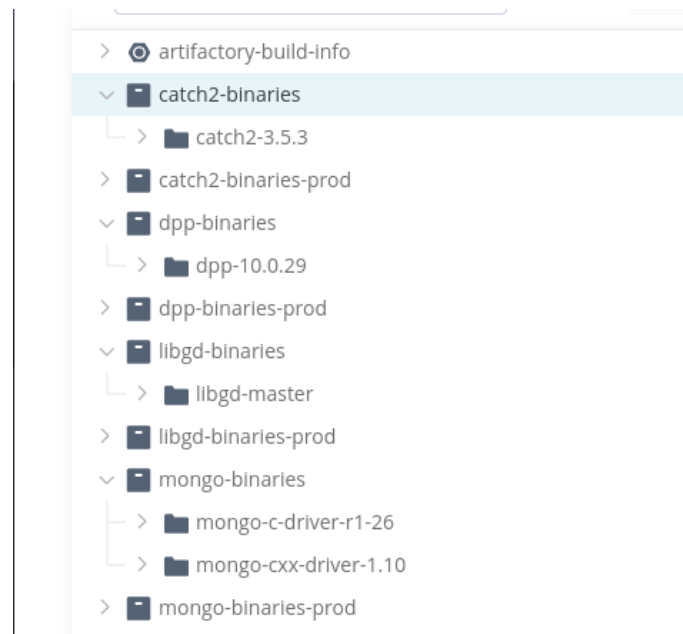 artifactory-build-info
catch2-binaries
catch2-3.5.3
catch2-binaries-prod
dpp-binaries
dpp-10.0.29
dpp-binaries-prod
libgd-binaries
libgd-master
libgd-binaries-prod
mongo-binaries
mongo-c-driver-r1-26
mongo-cxx-driver-1.10
mongo-binaries-prod